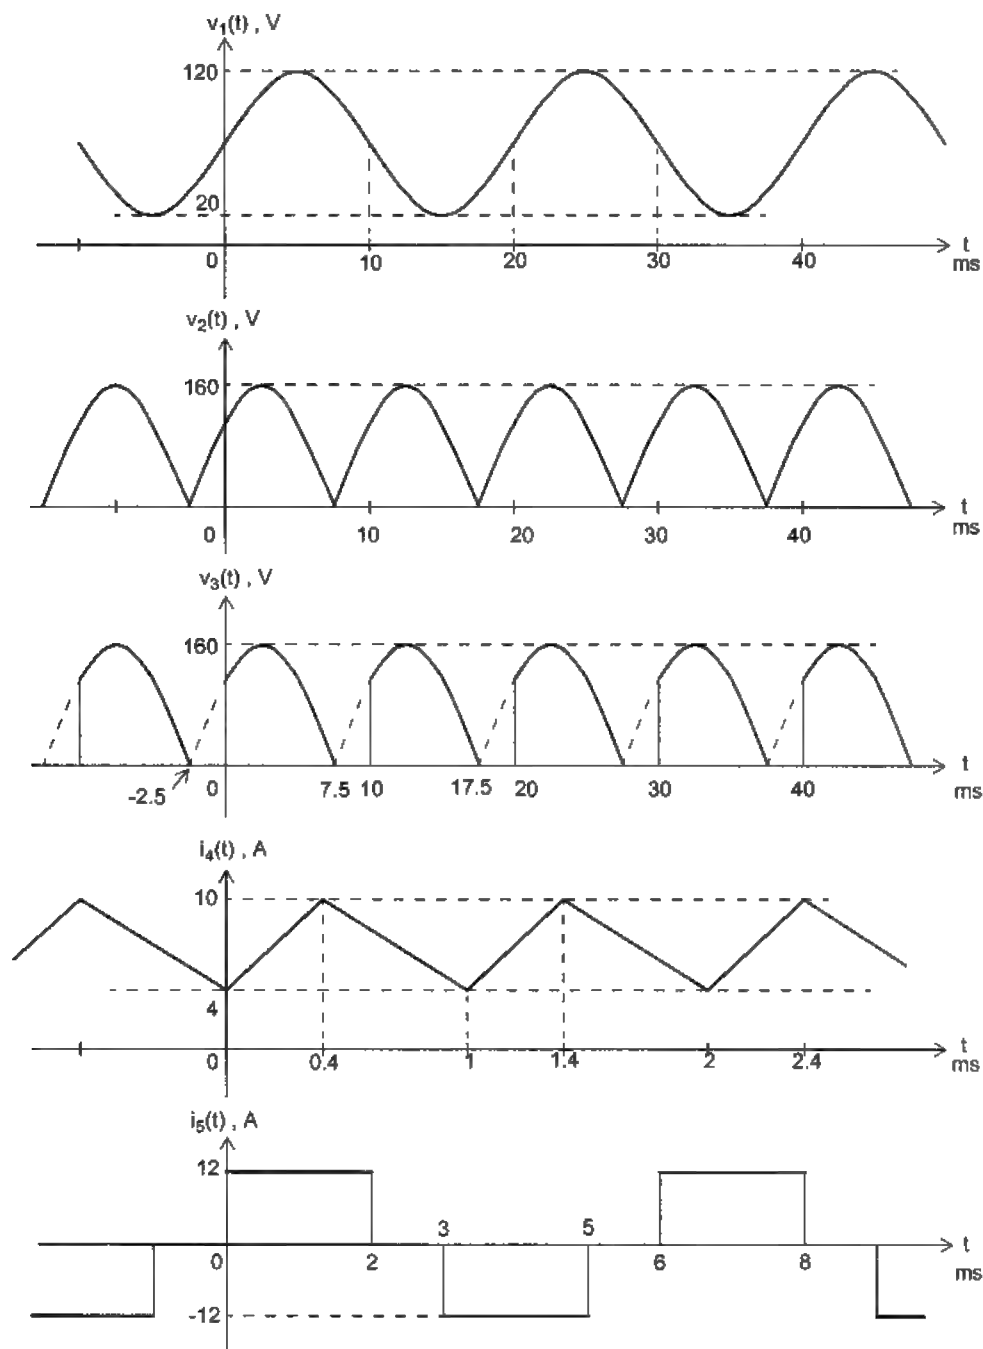 v₁(t) , V
120
20
0 10 20 30 40 t
ms
v₂(t) , V
160
0 10 20 30 40 t
ms
v₃(t) , V
160
-2.5 0 7.5 10 17.5 20 30 40 t
ms
i₄(t) , A
10
4
0 0.4 1 1.4 2 2.4 t
ms
i₅(t) , A
12
3 5
0 2 6 8 t
ms
-12